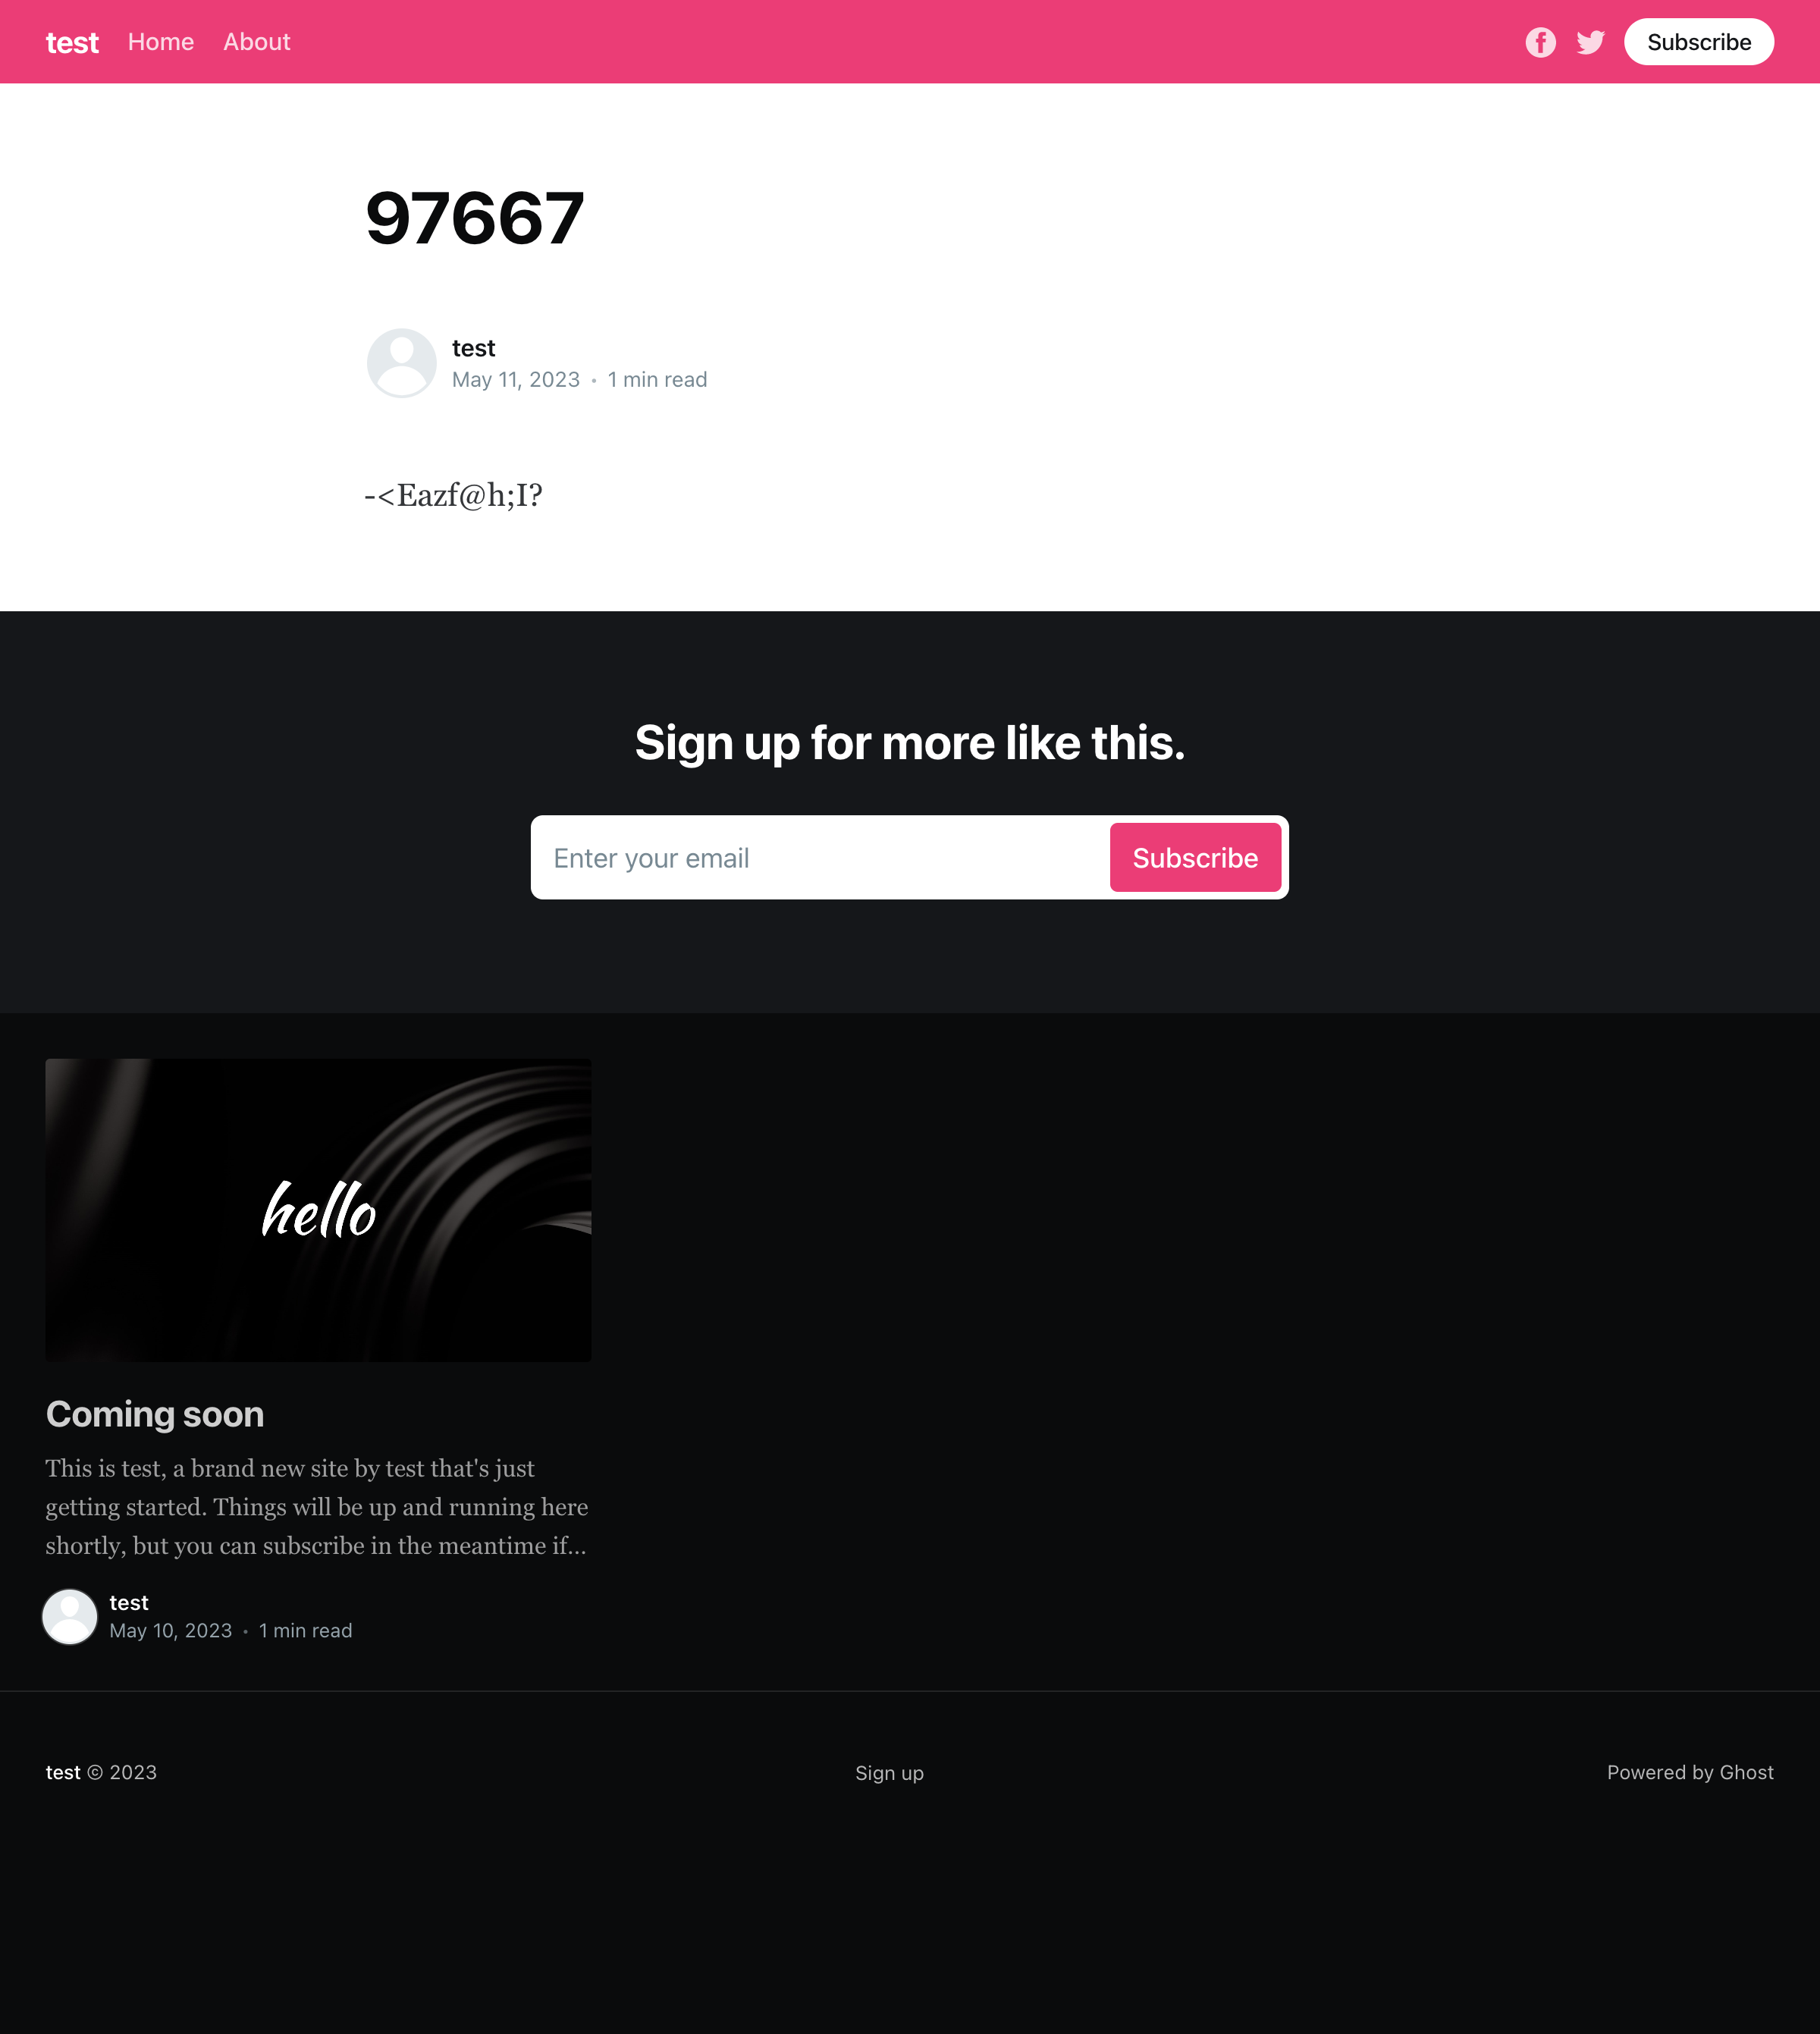 test Home About Subscribe
97667
test
May 11, 2023 • 1 min read
-<Eazf@h;I?
Sign up for more like this.
Enter your email Subscribe
hello
Coming soon
This is test, a brand new site by test that's just
getting started. Things will be up and running here
shortly, but you can subscribe in the meantime if...
test
May 10, 2023 • 1 min read
test © 2023 Sign up Powered by Ghost